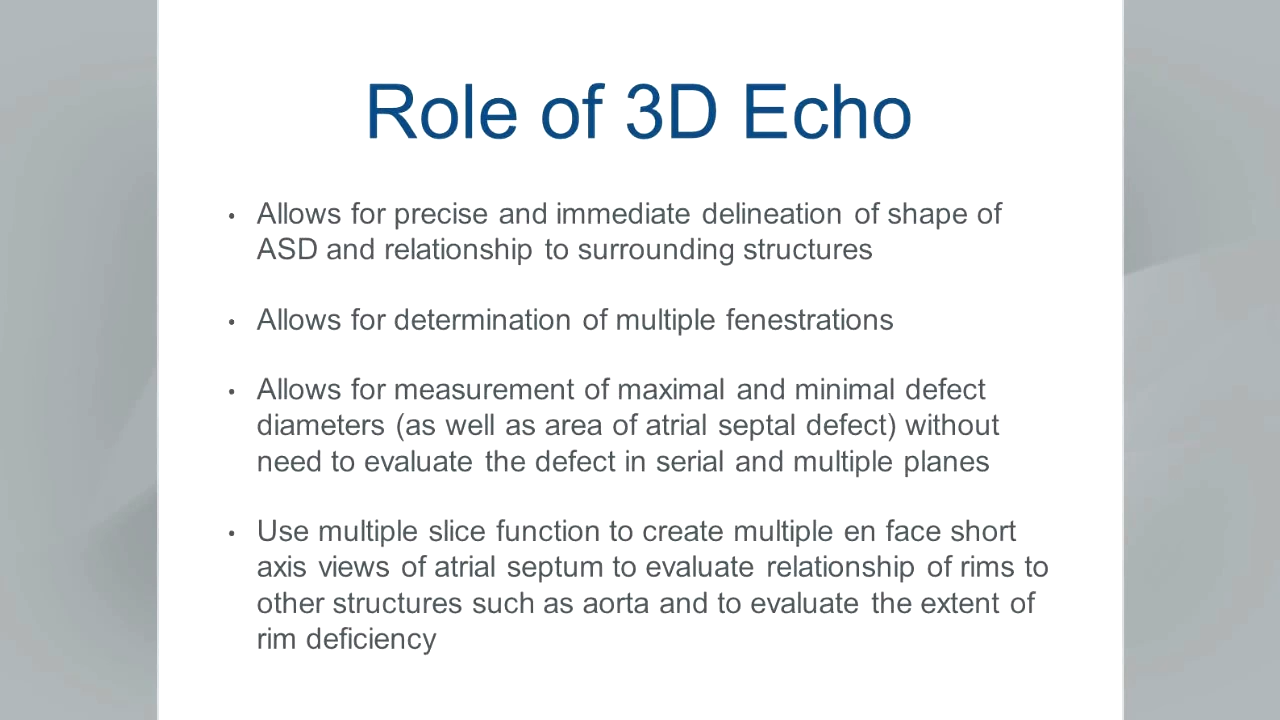 Role of 3D Echo
• Allows for precise and immediate delineation of shape of
ASD and relationship to surrounding structures
• Allows for determination of multiple fenestrations
• Allows for measurement of maximal and minimal defect
diameters (as well as area of atrial septal defect) without
need to evaluate the defect in serial and multiple planes
• Use multiple slice function to create multiple en face short
axis views of atrial septum to evaluate relationship of rims to
other structures such as aorta and to evaluate the extent of
rim deficiency